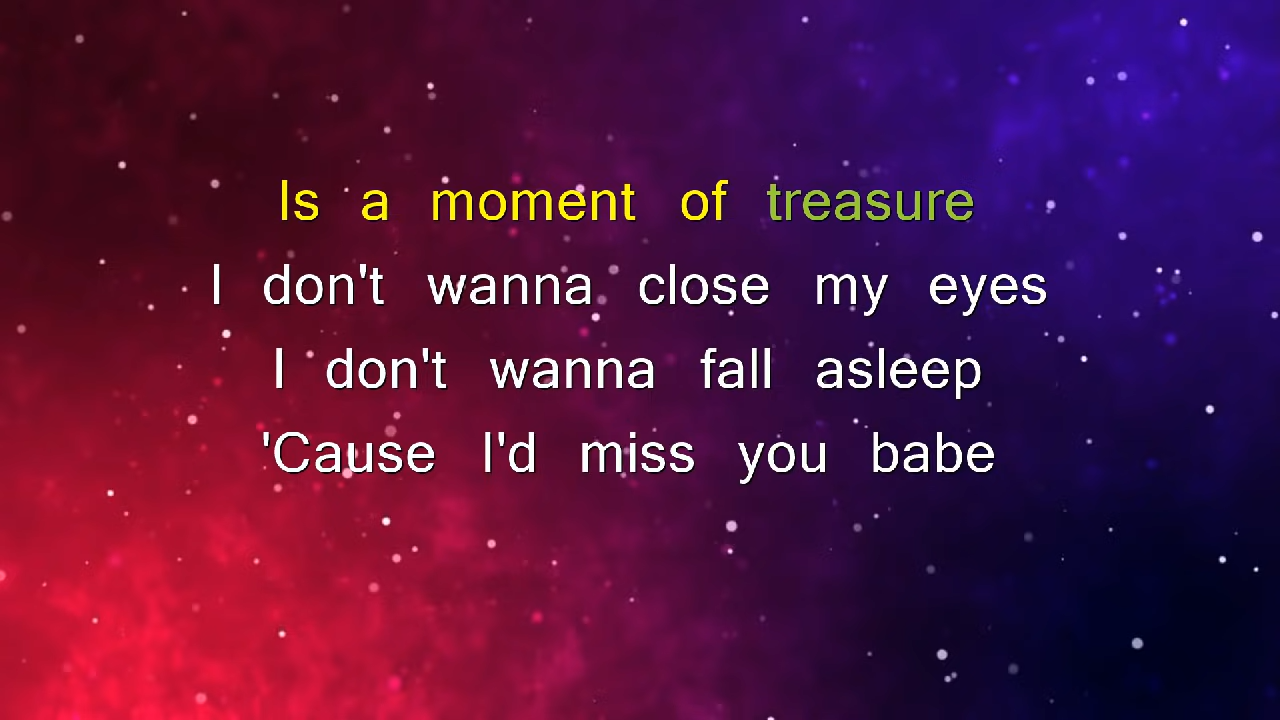 Is a moment of treasure
I don't wanna close my eyes
I don't wanna fall asleep
'Cause I'd miss you babe